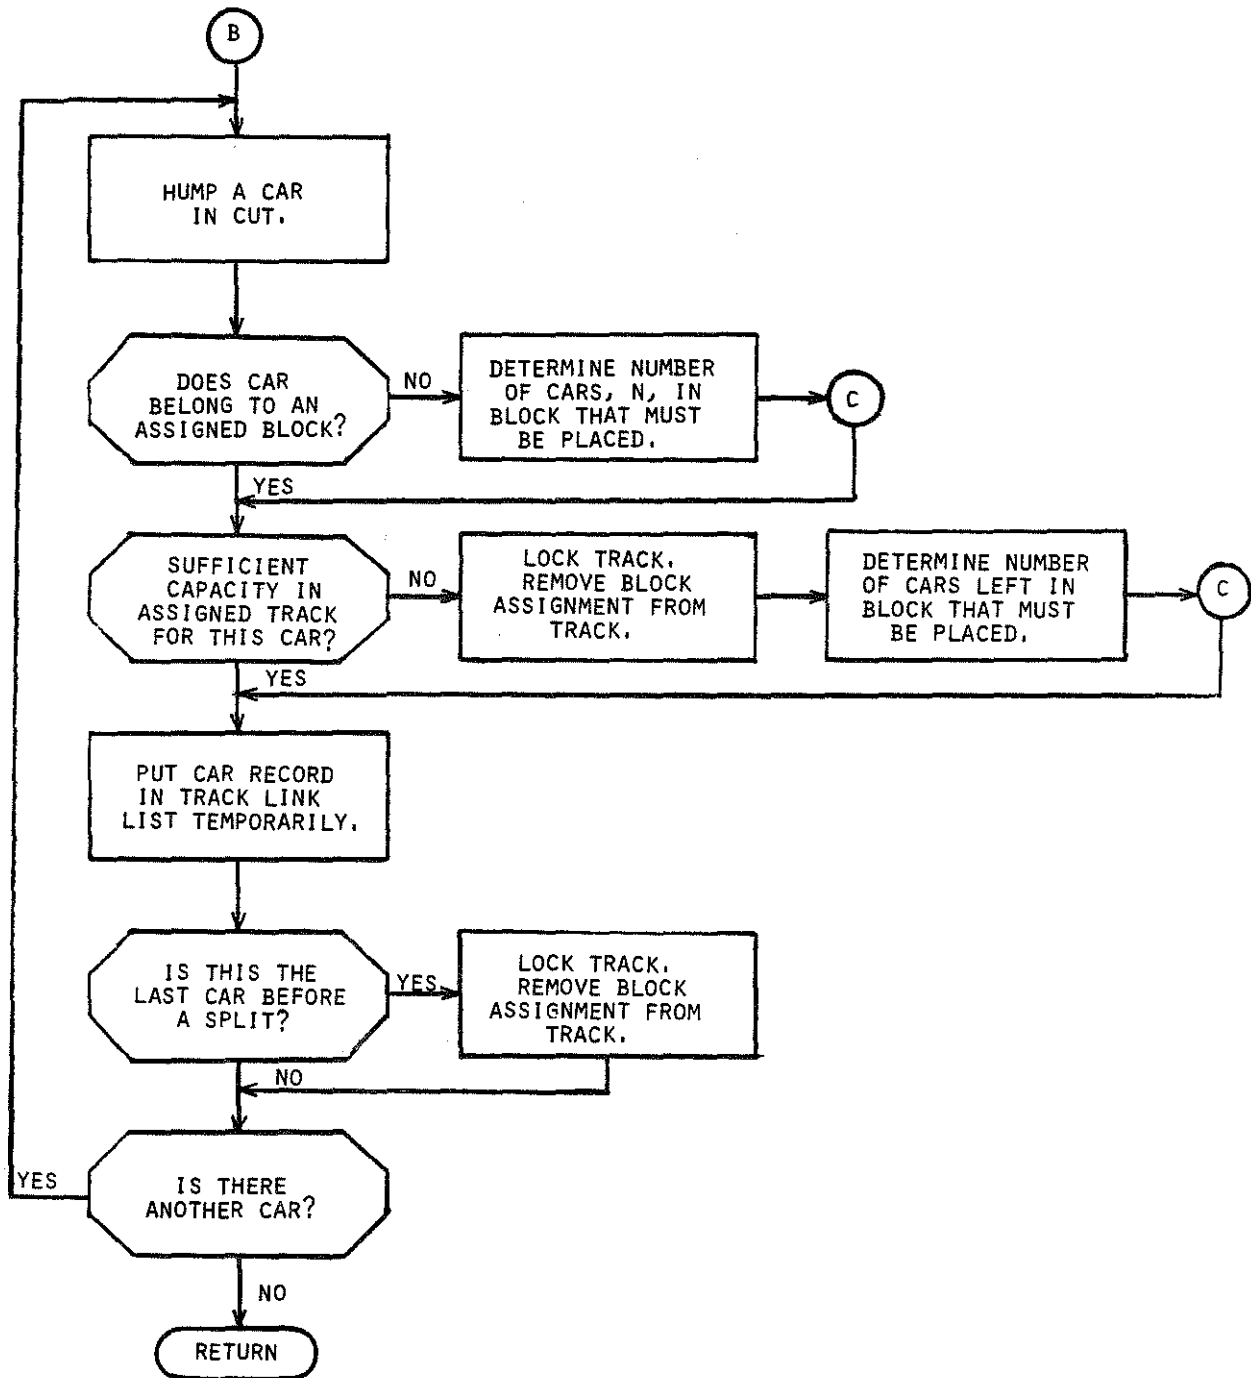 B
HUMP A CAR
IN CUT.
DOES CAR
BELONG TO AN
ASSIGNED BLOCK?
NO
DETERMINE NUMBER
OF CARS, N, IN
BLOCK THAT MUST
BE PLACED.
C
YES
SUFFICIENT
CAPACITY IN
ASSIGNED TRACK
FOR THIS CAR?
NO
LOCK TRACK.
REMOVE BLOCK
ASSIGNMENT FROM
TRACK.
DETERMINE NUMBER
OF CARS LEFT IN
BLOCK THAT MUST
BE PLACED.
C
YES
PUT CAR RECORD
IN TRACK LINK
LIST TEMPORARILY.
IS THIS THE
LAST CAR BEFORE
A SPLIT?
YES
LOCK TRACK.
REMOVE BLOCK
ASSIGNMENT FROM
TRACK.
NO
IS THERE
ANOTHER CAR?
YES
NO
RETURN